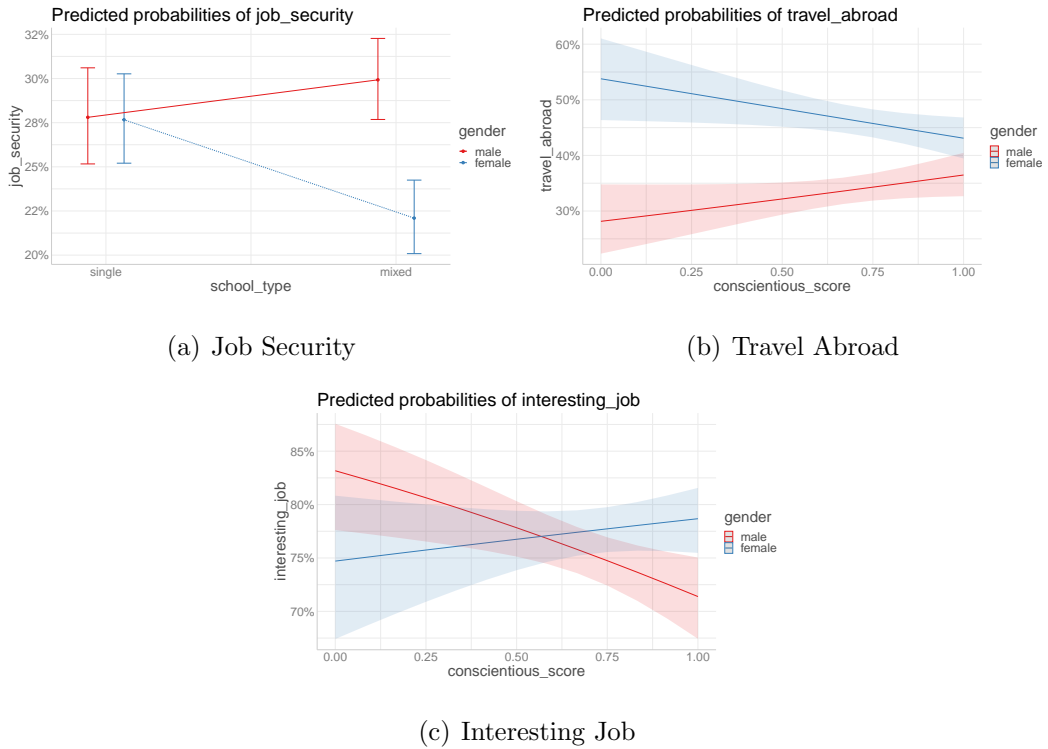 Predicted probabilities of job_security
32%
30%
28%
25%
22%
20%
job_security
single
mixed
school_type
gender
male
female
(a) Job Security
Predicted probabilities of travel_abroad
60%
50%
40%
30%
travel_abroad
0.00
0.25
0.50
0.75
1.00
conscientious_score
gender
male
female
(b) Travel Abroad
Predicted probabilities of interesting_job
85%
80%
75%
70%
interesting_job
0.00
0.25
0.50
0.75
1.00
conscientious_score
gender
male
female
(c) Interesting Job